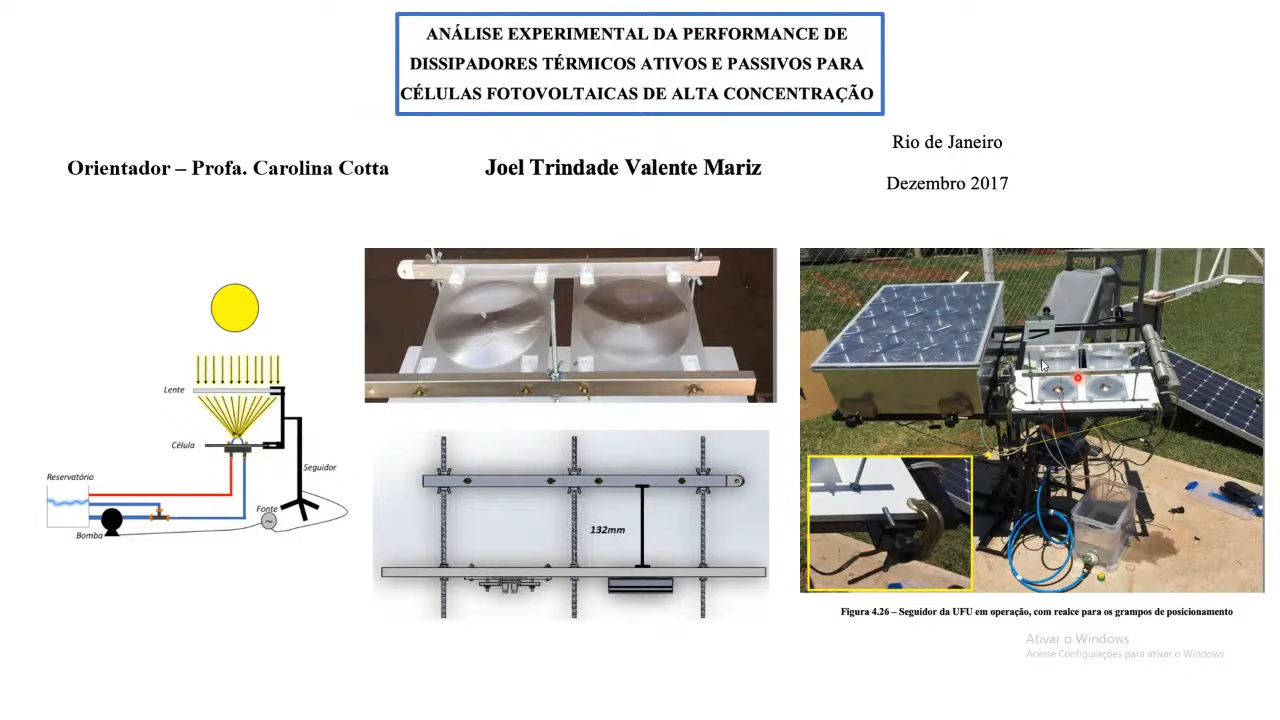 ANÁLISE EXPERIMENTAL DA PERFORMANCE DE
DISSIPADORES TÉRMICOS ATIVOS E PASSIVOS PARA
CÉLULAS FOTOVOLTAICAS DE ALTA CONCENTRAÇÃO
Orientador – Profa. Carolina Cotta
Joel Trindade Valente Mariz
Rio de Janeiro
Dezembro 2017
Lente
Célula
Seguidor
Reservatório
Fonte
Bomba
132mm
Figura 4.26 – Seguidor da UFU em operação, com realce para os grampos de posicionamento
Ativar o Windows
Acesse Configurações para ativar o Windows.